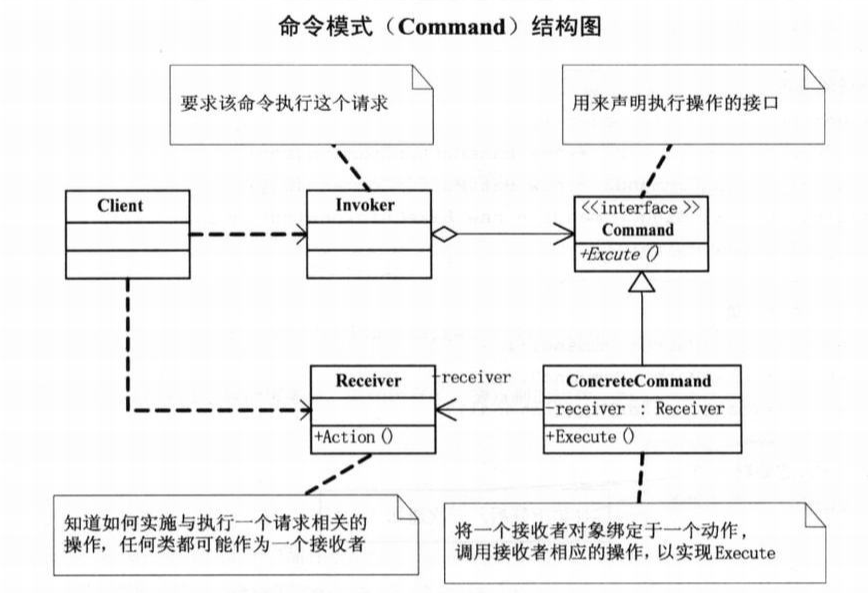 命令模式（Command）结构图
要求该命令执行这个请求
用来声明执行操作的接口
Client
Invoker
<<interface >>
Command
+Excute ()
Receiver
+Action ()
-receiver
ConcreteCommand
-receiver : Receiver
+Execute ()
知道如何实施与执行一个请求相关的
操作，任何类都可能作为一个接收者
将一个接收者对象绑定于一个动作，
调用接收者相应的操作，以实现Execute